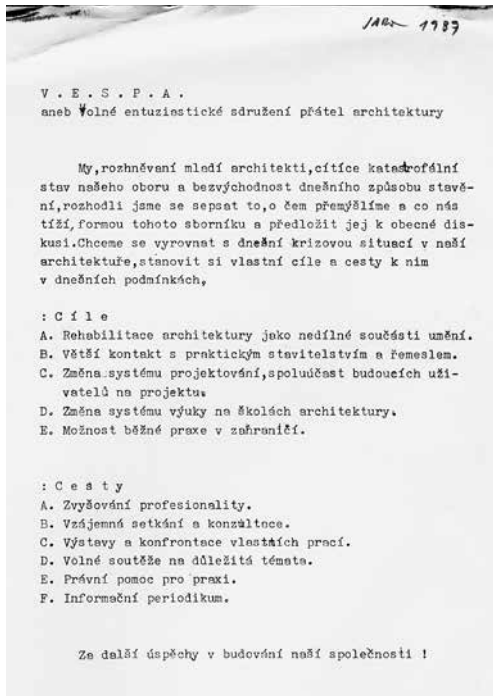 JARO 1987
V . E . S . P . A .
aneb Volné entuziastické sdružení přátel architektury
My,rozhněvaní mladí architekti,cítíce katastrofální
stav našeho oboru a bezvýchodnost dnešního způsobu stavě-
ní,rozhodli jsme se sepsat to,o čem přemýšlíme a co nás
tíží,formou tohoto sborníku a předložit jej k obecné dis-
kusi.Chceme se vyrovnat s dnešní krizovou situací v naší
architektuře,stanovit si vlastní cíle a cesty k nim
v dnešních podmínkách.
: C í l e
A. Rehabilitace architektury jako nedílné součásti umění.
B. Větší kontakt s praktickým stavitelstvím a řemeslem.
C. Změna systému projektování,spoluúčast budoucích uži-
vatelů na projektu.
D. Změna systému výuky na školách architektury.
E. Možnost běžné praxe v zahraničí.
: C e s t y
A. Zvyšování profesionality.
B. Vzájemná setkání a konzultace.
C. Výstavy a konfrontace vlastních prací.
D. Volné soutěže na důležitá témata.
E. Právní pomoc pro praxi.
F. Informační periodikum.
Za další úspěchy v budování naší společnosti !